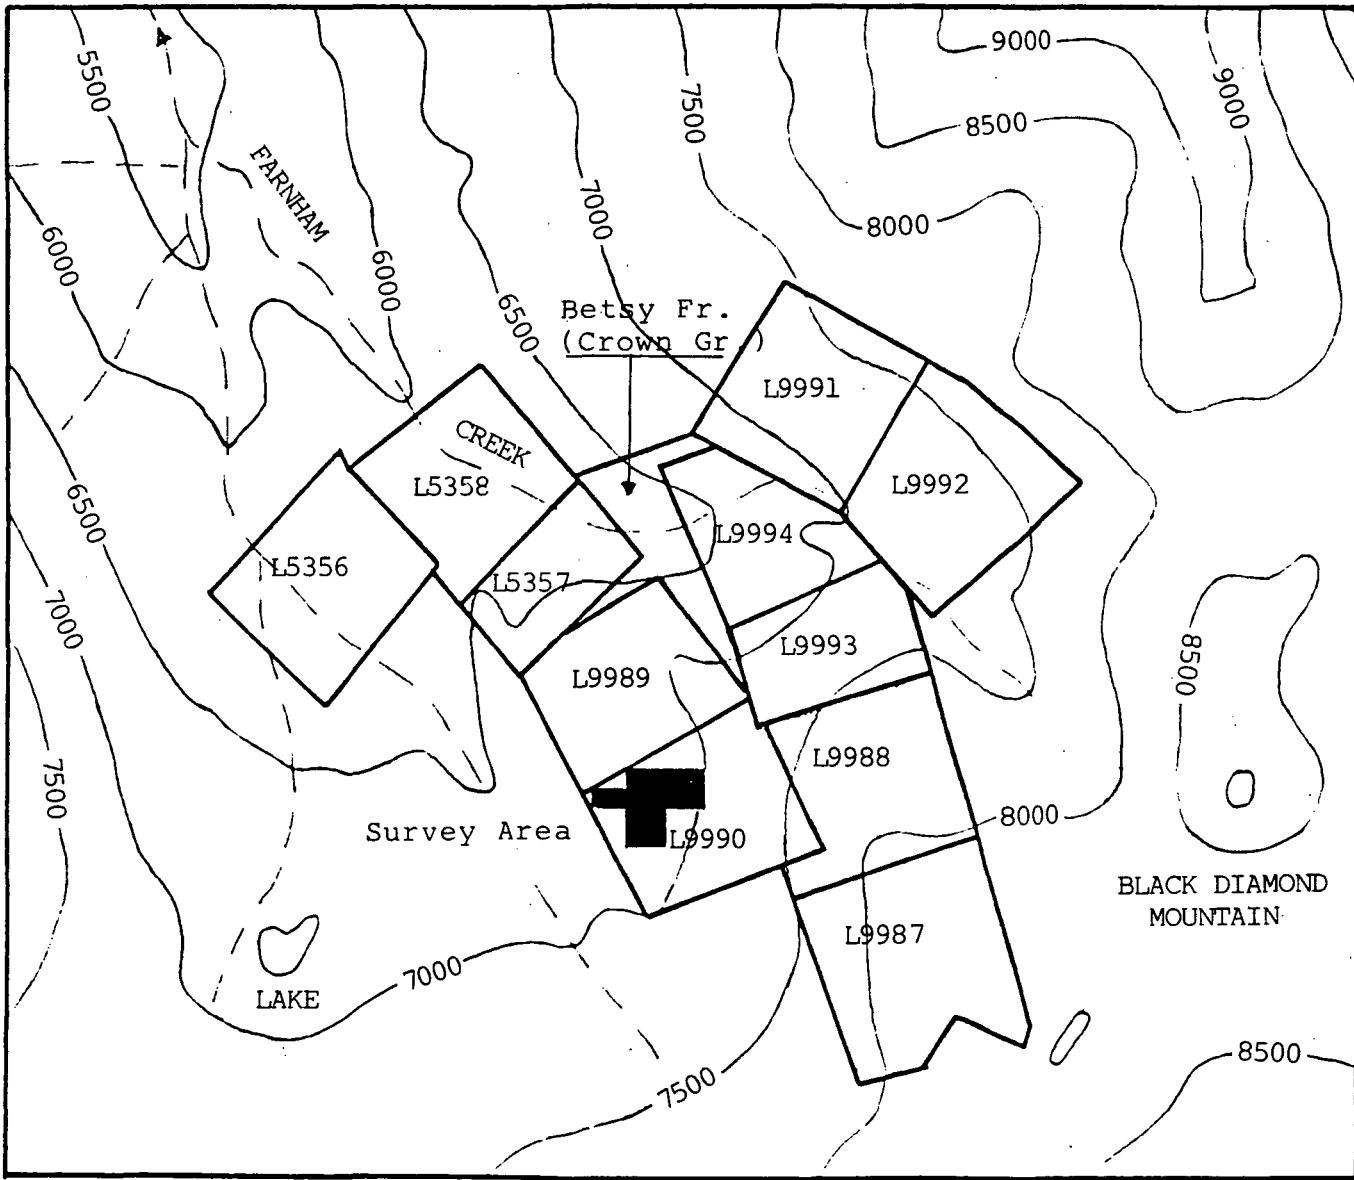 9000
5500
7500
9000
8500
FARNHAM
7000
8000
6000
6000
6500
Betsy Fr.
(Crown Gr.)
L9991
CREEK
L5358
L9992
6500
L9994
L5356
L5357
7000
L9993
8500
L9989
L9988
7500
8000
Survey Area
L9990
BLACK DIAMOND
MOUNTAIN
L9987
7000
LAKE
8500
7500